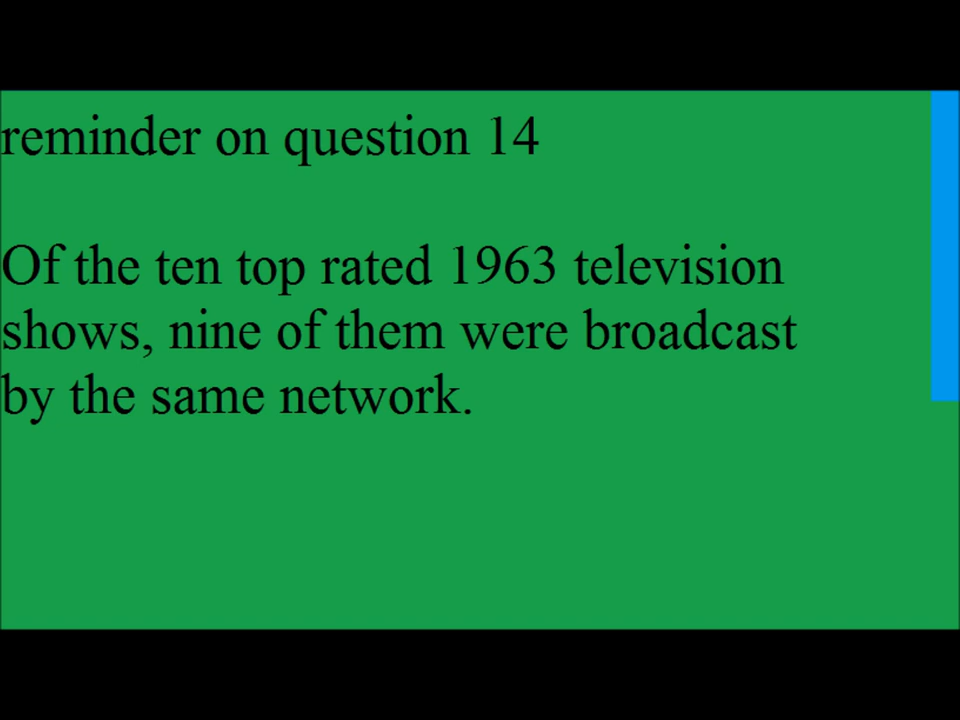 reminder on question 14
Of the ten top rated 1963 television
shows, nine of them were broadcast
by the same network.